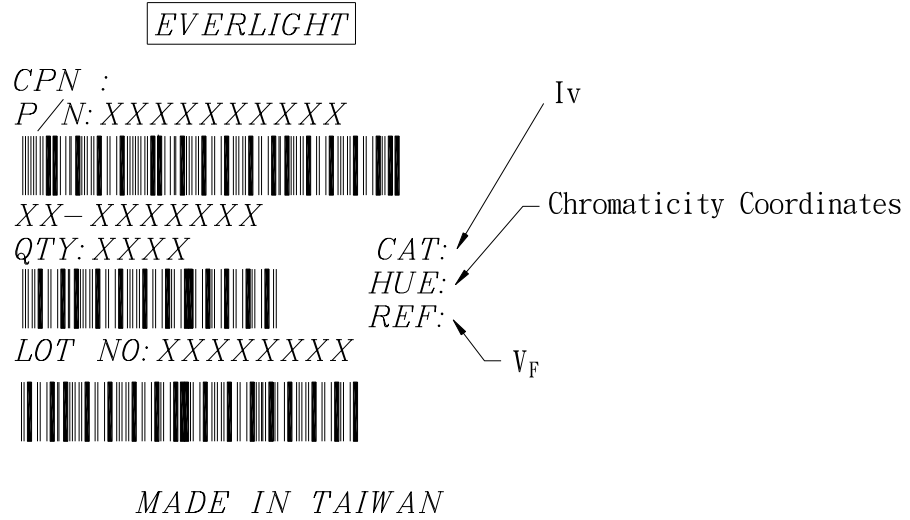 EVERLIGHT
CPN :
P/N: XXXXXXXXXX
Iv
XX-XXXXXXX
Chromaticity Coordinates
QTY: XXXX
CAT:
HUE:
REF:
LOT NO: XXXXXXXX
VF
MADE IN TAIWAN